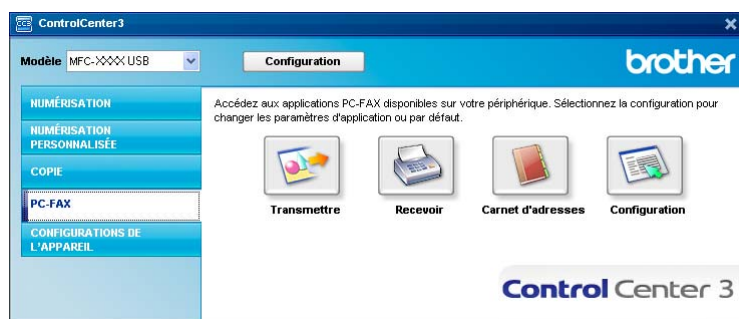 CC3 ControlCenter3
Modèle MFC-XXXX USB
Configuration
brother
NUMÉRISATION
NUMÉRISATION
PERSONNALISÉE
COPIE
PC-FAX
CONFIGURATIONS DE
L'APPAREIL
Accédez aux applications PC-FAX disponibles sur votre périphérique. Sélectionnez la configuration pour
changer les paramètres d'application ou par défaut.
Transmettre
Recevoir
Carnet d'adresses
Configuration
Control Center 3